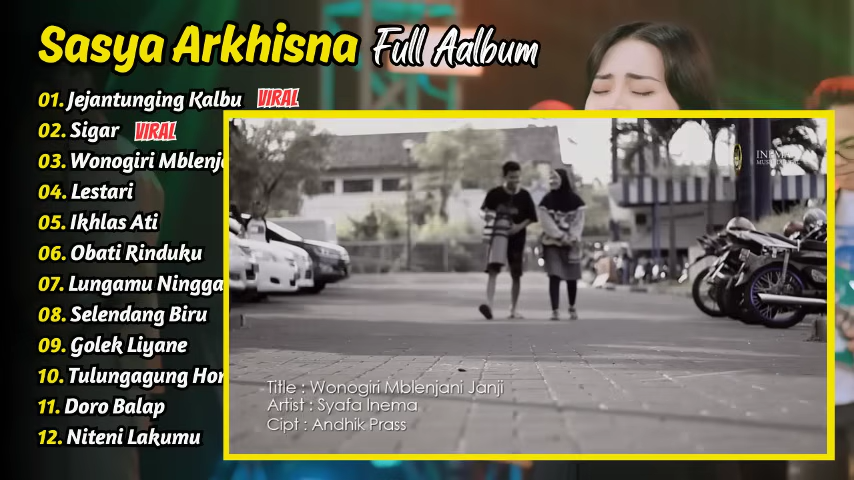 Sasya Arkhisna Full Aalbum
01. Jejantunging Kalbu VIRAL
02. Sigar VIRAL
03. Wonogiri Mblenj
04. Lestari
05. Ikhlas Ati
06. Obati Rinduku
07. Lungamu Ningga
08. Selendang Biru
09. Golek Liyane
10. Tulungagung Hor
11. Doro Balap
12. Niteni Lakumu
INEMA
Title : Wonogiri Mblenjani Janji
Artist : Syafa Inema
Cipt : Andhik Prass